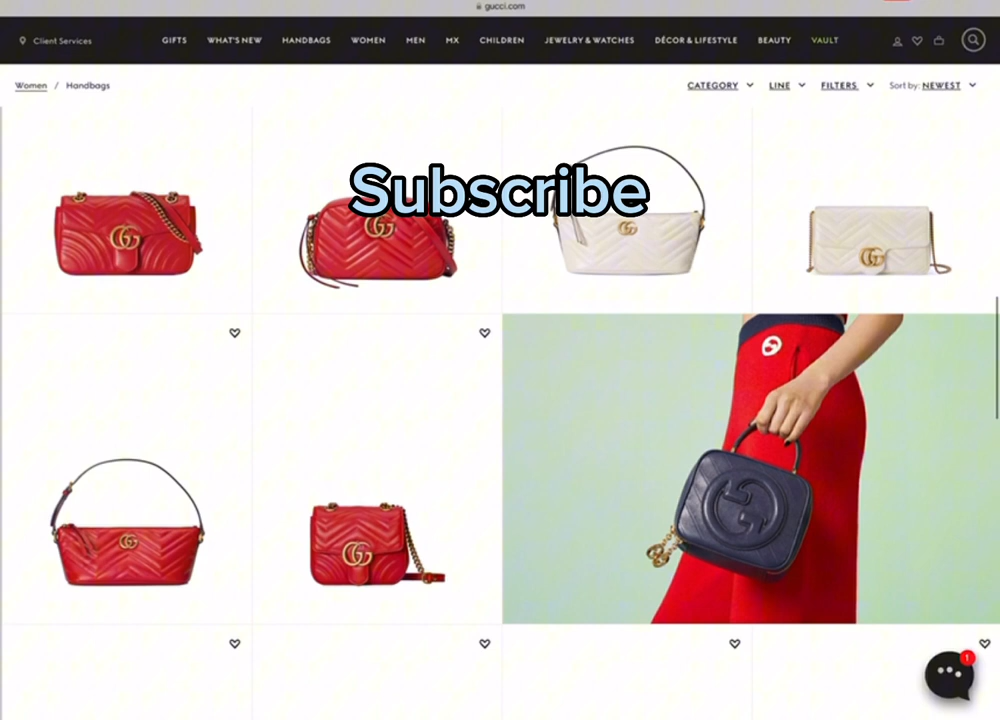 gucci.com
Client Services GIFTS WHAT'S NEW HANDBAGS WOMEN MEN MX CHILDREN JEWELRY & WATCHES DÉCOR & LIFESTYLE BEAUTY VAULT
Women / Handbags CATEGORY LINE FILTERS Sort by: NEWEST
Subscribe
1